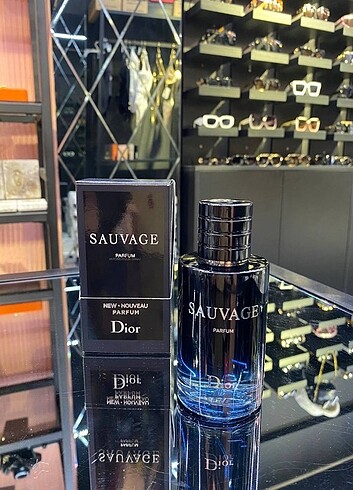 SAUVAGE
PARFUM
NEW • NOUVEAU
PARFUM
Dior
SAUVAGE
PARFUM
Dior